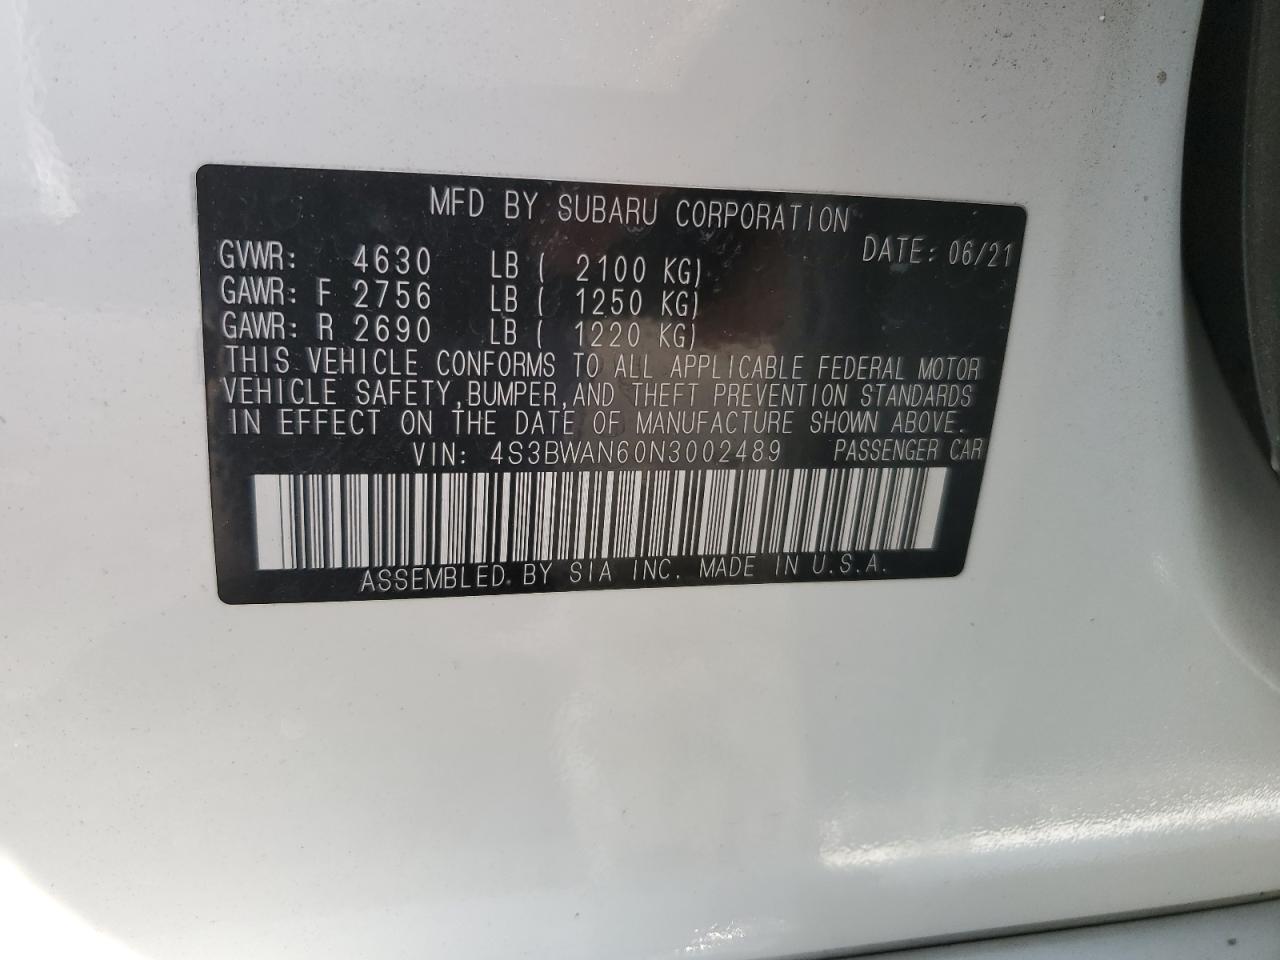 MFD BY SUBARU CORPORATION
DATE: 06/21
GVWR: 4630 LB ( 2100 KG)
GAWR: F 2756 LB ( 1250 KG)
GAWR: R 2690 LB ( 1220 KG)
THIS VEHICLE CONFORMS TO ALL APPLICABLE FEDERAL MOTOR
VEHICLE SAFETY,BUMPER,AND THEFT PREVENTION STANDARDS
IN EFFECT ON THE DATE OF MANUFACTURE SHOWN ABOVE.
VIN: 4S3BWAN60N3002489 PASSENGER CAR
ASSEMBLED BY SIA INC. MADE IN U.S.A.